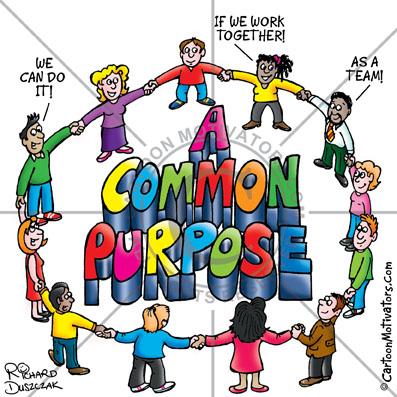 WE
CAN DO
IT!
IF WE WORK
TOGETHER!
AS A
TEAM!
A
COMMON
PURPOSE
RICHARD
DUSZCZAK
© CartoonMotivators.com